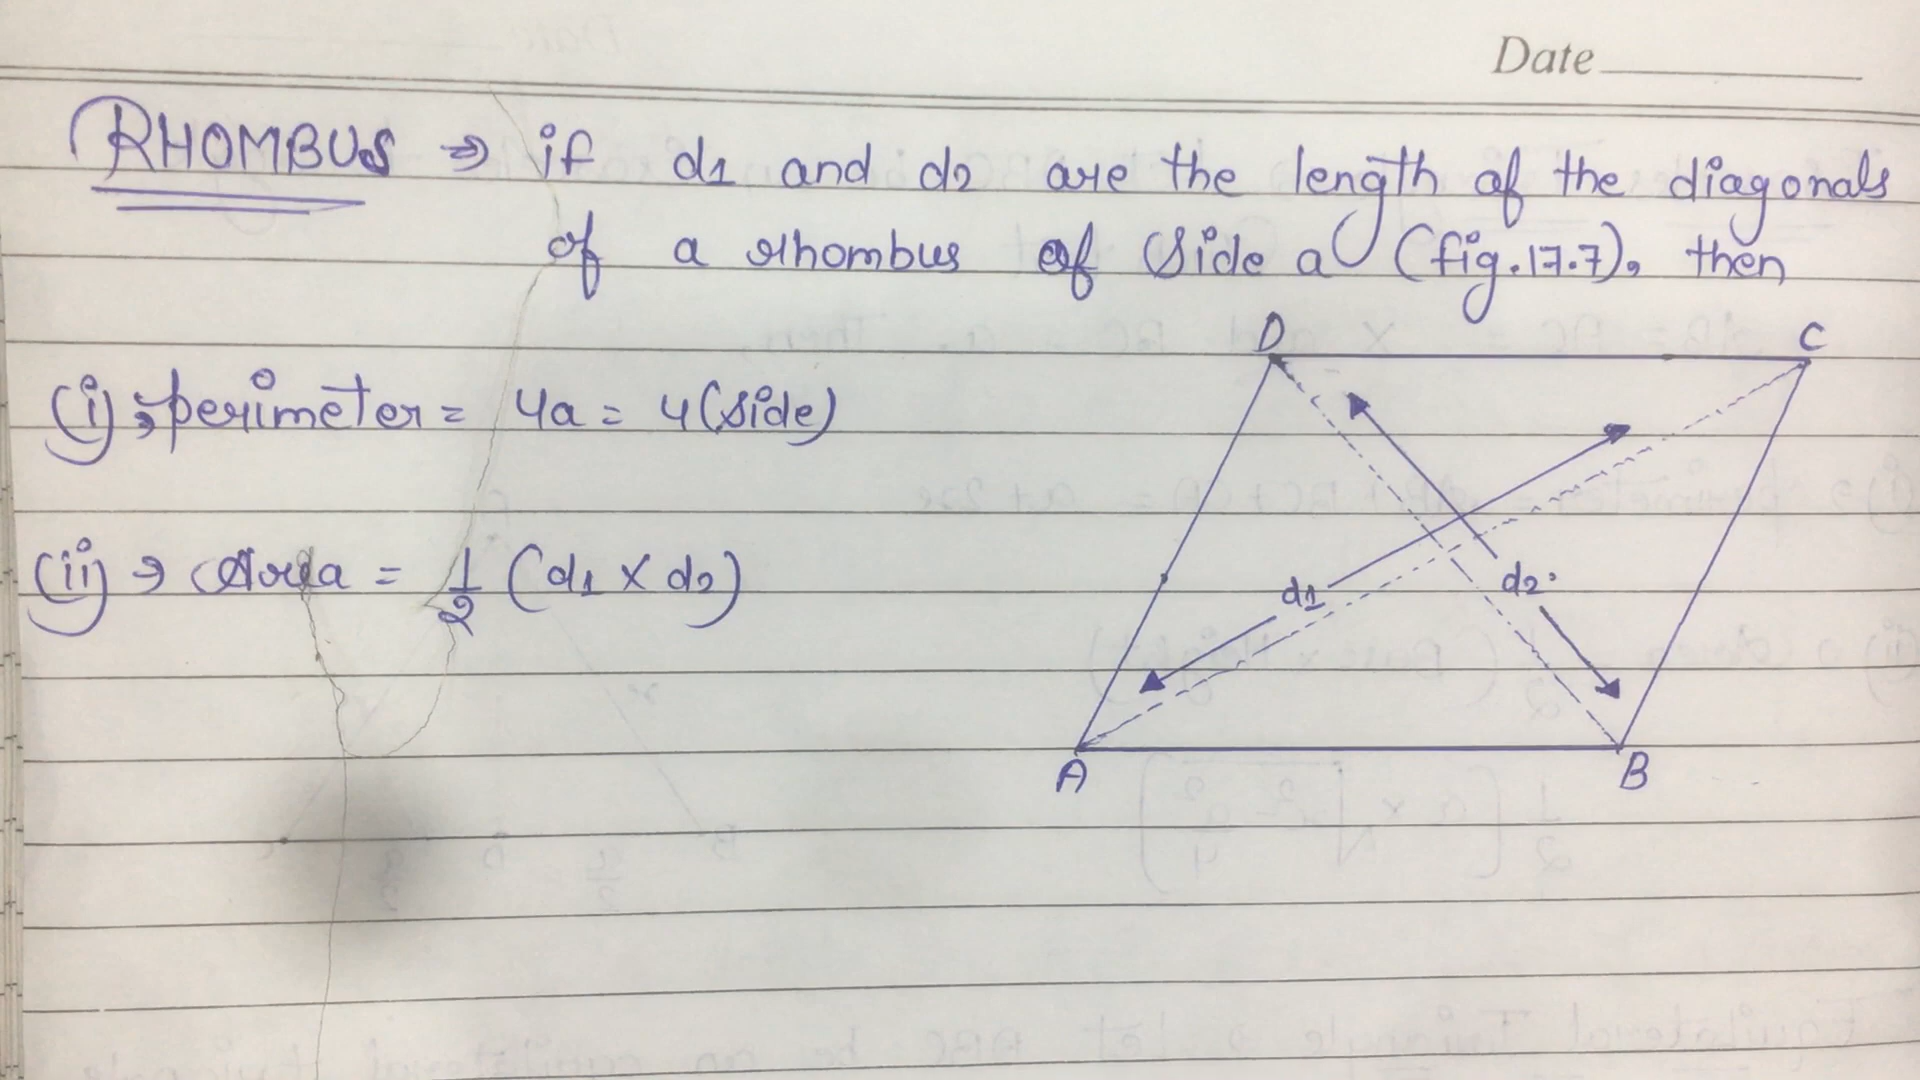 Date
RHOMBUS ⇒ if d1 and d2 are the length of the diagonals
of a rhombus of side a (fig.17.7), then
D C
(i) → perimeter = 4a = 4(side)
(ii) → Area = 1/2 (d1 × d2)
d1 d2
A B